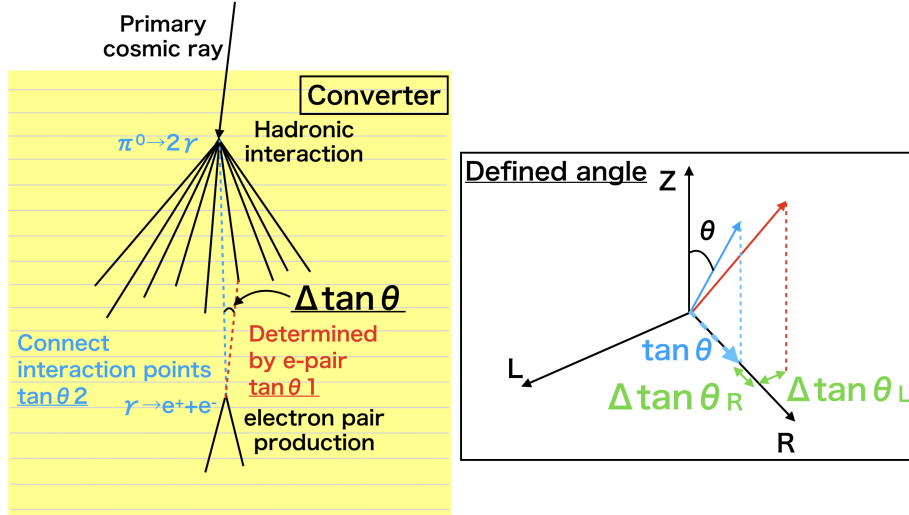 Primary
cosmic ray
Converter
π⁰→2γ
Hadronic
interaction
Δtanθ
Connect
interaction points
tanθ2
Determined
by e-pair
tanθ1
γ→e⁺+e⁻
electron pair
production
Defined angle
Z
θ
tanθ
L
Δtanθ R
Δtanθ L
R